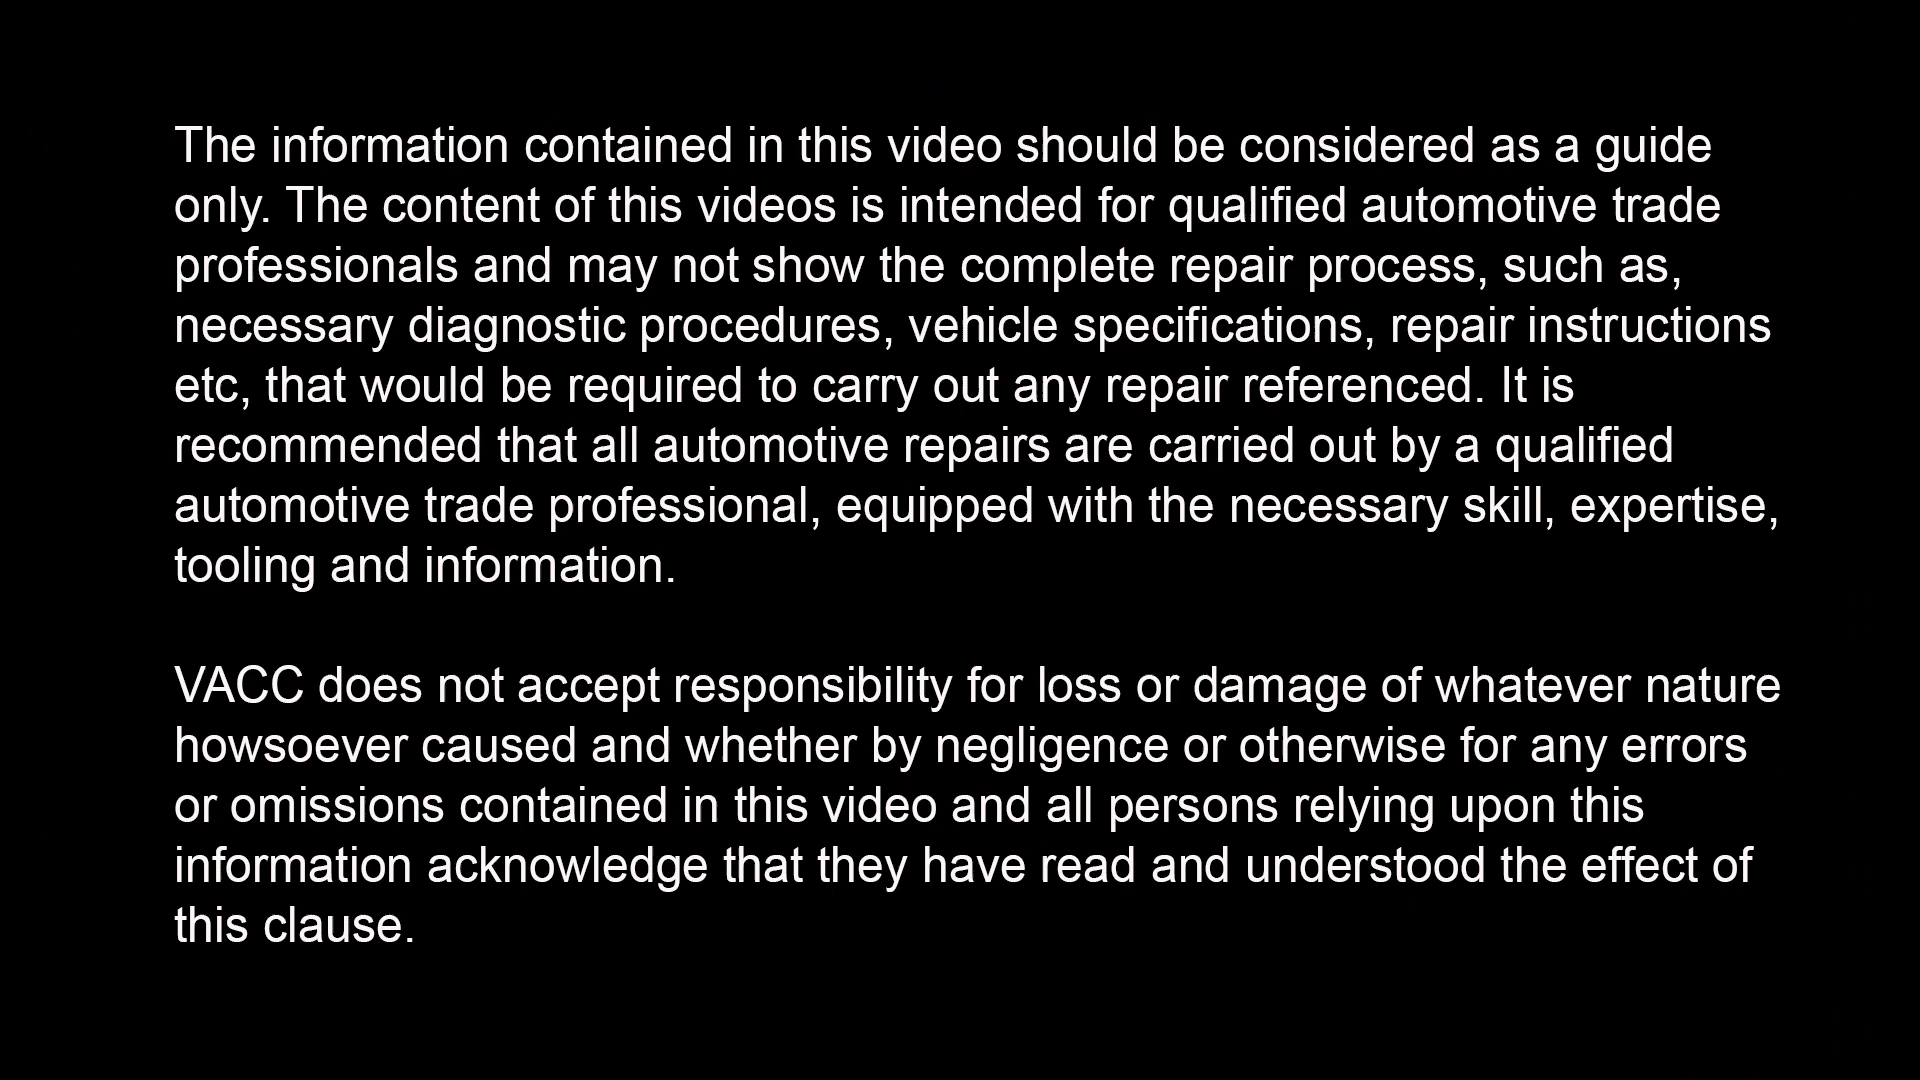 The information contained in this video should be considered as a guide
only. The content of this videos is intended for qualified automotive trade
professionals and may not show the complete repair process, such as,
necessary diagnostic procedures, vehicle specifications, repair instructions
etc, that would be required to carry out any repair referenced. It is
recommended that all automotive repairs are carried out by a qualified
automotive trade professional, equipped with the necessary skill, expertise,
tooling and information.
VACC does not accept responsibility for loss or damage of whatever nature
howsoever caused and whether by negligence or otherwise for any errors
or omissions contained in this video and all persons relying upon this
information acknowledge that they have read and understood the effect of
this clause.